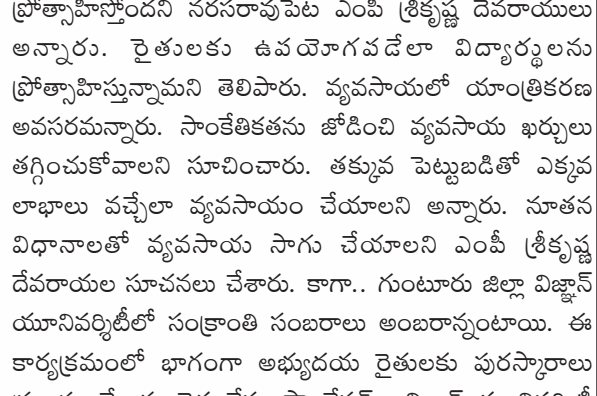 ప్రోత్సాహిస్తోందని నరసరావుపేట ఎంపీ శ్రీకృష్ణ దేవరాయులు
అన్నారు. రైతులకు ఉపయోగపడేలా విద్యార్థులను
ప్రోత్సాహిస్తున్నామని తెలిపారు. వ్యవసాయలో యాంత్రికరణ
అవసరమన్నారు. సాంకేతికతను జోడించి వ్యవసాయ ఖర్చులు
తగ్గించుకోవాలని సూచించారు. తక్కువ పెట్టుబడితో ఎక్కువ
లాభాలు వచ్చేలా వ్యవసాయం చేయాలని అన్నారు. నూతన
విధానాలతో వ్యవసాయ సాగు చేయాలని ఎంపీ శ్రీకృష్ణ
దేవరాయల సూచనలు చేశారు. కాగా.. గుంటూరు జిల్లా విజ్ఞాన్
యూనివర్శిటీలో సంక్రాంతి సంబరాలు అంబరాన్నంటాయి. ఈ
కార్యక్రమంలో భాగంగా అభ్యుదయ రైతులకు పురస్కారాలు